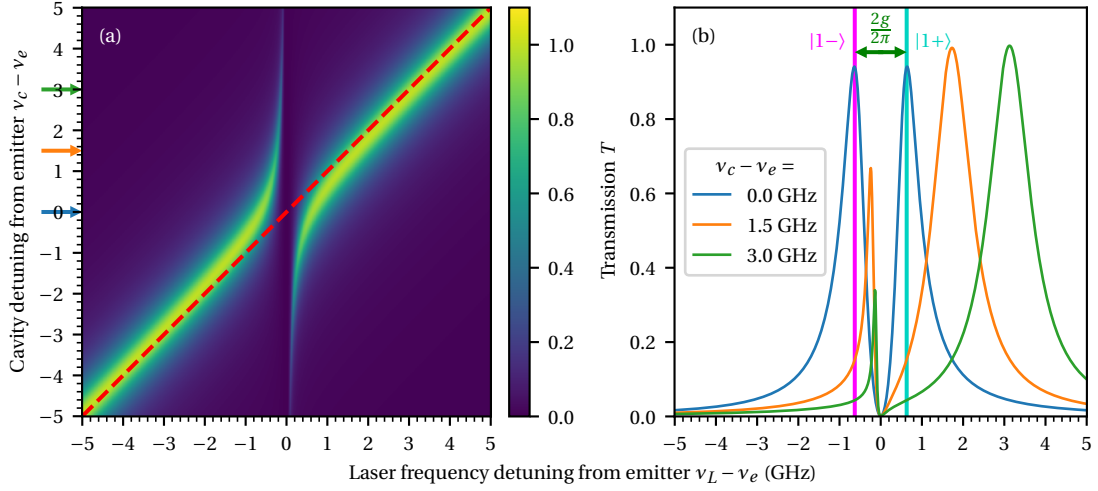 Cavity detuning from emitter ν_c − ν_e
(a)
5
4
3
2
1
0
−1
−2
−3
−4
−5
−5 −4 −3 −2 −1 0 1 2 3 4 5
1.0
0.8
0.6
0.4
0.2
0.0
Transmission T
(b)
|1−⟩
2g/2π
|1+⟩
ν_c − ν_e =
0.0 GHz
1.5 GHz
3.0 GHz
1.0
0.8
0.6
0.4
0.2
0.0
−5 −4 −3 −2 −1 0 1 2 3 4 5
Laser frequency detuning from emitter ν_L − ν_e (GHz)